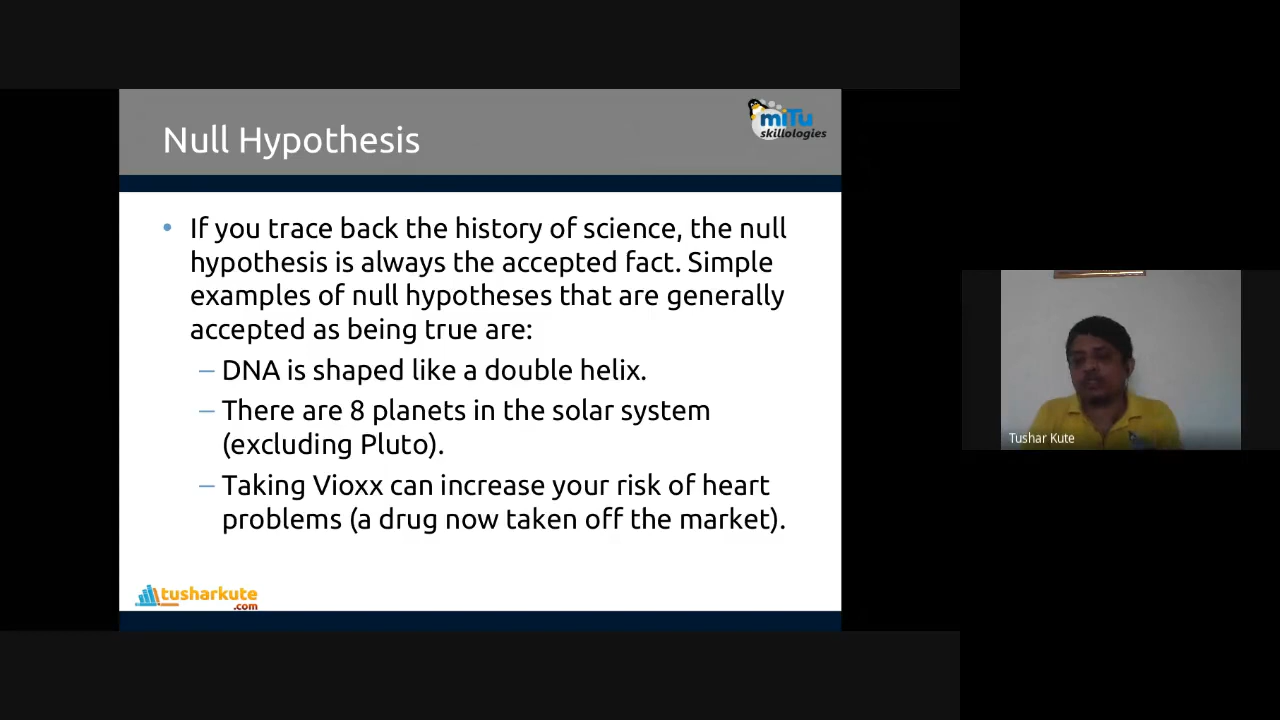 Null Hypothesis
miTu
skillologies
• If you trace back the history of science, the null
hypothesis is always the accepted fact. Simple
examples of null hypotheses that are generally
accepted as being true are:
– DNA is shaped like a double helix.
– There are 8 planets in the solar system
(excluding Pluto).
– Taking Vioxx can increase your risk of heart
problems (a drug now taken off the market).
tusharkute
.com
Tushar Kute